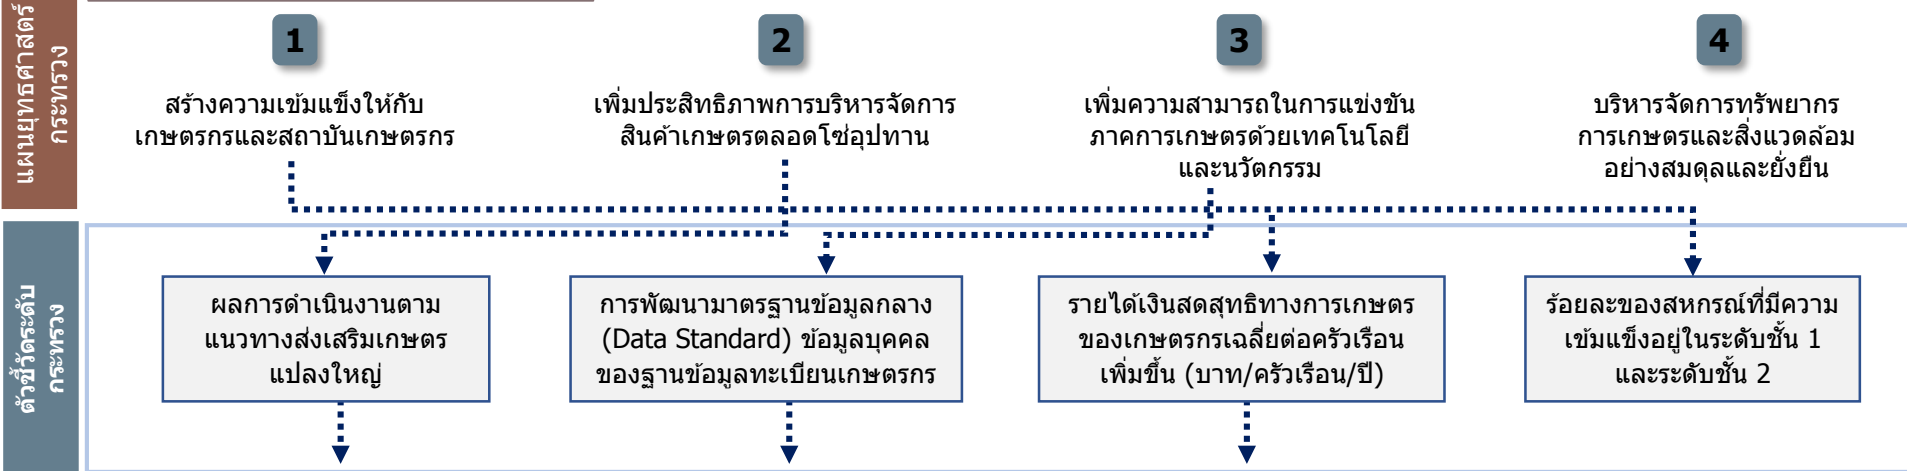 แผนยุทธศาสตร์
กระทรวง
1
สร้างความเข้มแข็งให้กับ
เกษตรกรและสถาบันเกษตรกร
2
เพิ่มประสิทธิภาพการบริหารจัดการ
สินค้าเกษตรตลอดโซ่อุปทาน
3
เพิ่มความสามารถในการแข่งขัน
ภาคการเกษตรด้วยเทคโนโลยี
และนวัตกรรม
4
บริหารจัดการทรัพยากร
การเกษตรและสิ่งแวดล้อม
อย่างสมดุลและยั่งยืน
ตัวชี้วัดระดับ
กระทรวง
ผลการดำเนินงานตาม
แนวทางส่งเสริมเกษตร
แปลงใหญ่
การพัฒนามาตรฐานข้อมูลกลาง
(Data Standard) ข้อมูลบุคคล
ของฐานข้อมูลทะเบียนเกษตรกร
รายได้เงินสดสุทธิทางการเกษตร
ของเกษตรกรเฉลี่ยต่อครัวเรือน
เพิ่มขึ้น (บาท/ครัวเรือน/ปี)
ร้อยละของสหกรณ์ที่มีความ
เข้มแข็งอยู่ในระดับชั้น 1
และระดับชั้น 2